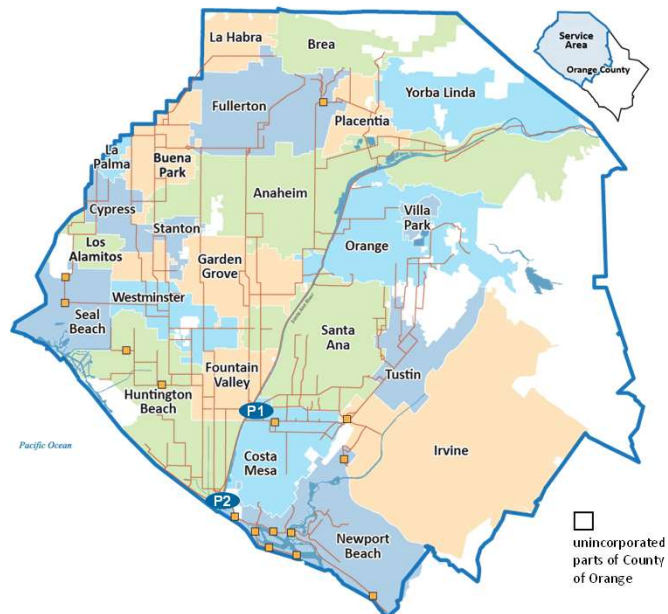 La Habra
Brea
Service
Area
Orange County
Fullerton
Yorba Linda
Placentia
La
Palma
Buena
Park
Anaheim
Cypress
Villa
Park
Stanton
Orange
Los
Alamitos
Garden
Grove
Westminster
Seal
Beach
Santa
Ana
Fountain
Valley
Tustin
Huntington
Beach
P1
Irvine
Pacific Ocean
Costa
Mesa
P2
Newport
Beach
unincorporated
parts of County
of Orange